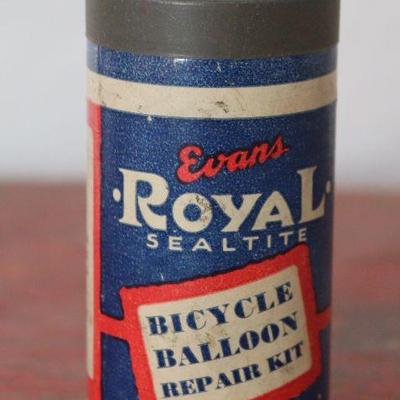 Evans
·ROYAL·
SEALTITE
BICYCLE
BALLOON
REPAIR KIT